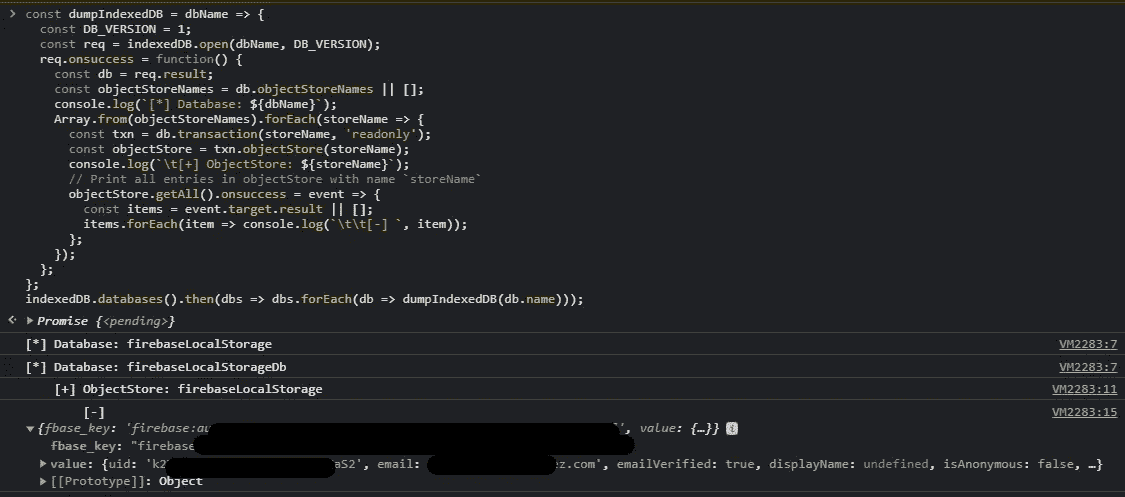 const dumpIndexedDB = dbName => {
const DB_VERSION = 1;
const req = indexedDB.open(dbName, DB_VERSION);
req.onsuccess = function() {
const db = req.result;
const objectStoreNames = db.objectStoreNames || [];
console.log(`[*] Database: ${dbName}`);
Array.from(objectStoreNames).forEach(storeName => {
const txn = db.transaction(storeName, 'readonly');
const objectStore = txn.objectStore(storeName);
console.log(`\t[+] ObjectStore: ${storeName}`);
// Print all entries in objectStore with name `storeName`
objectStore.getAll().onsuccess = event => {
const items = event.target.result || [];
items.forEach(item => console.log(`\t\t[-] `, item));
};
});
};
};
indexedDB.databases().then(dbs => dbs.forEach(db => dumpIndexedDB(db.name)));
Promise {<pending>}
[*] Database: firebaseLocalStorage VM2283:7
[*] Database: firebaseLocalStorageDb VM2283:7
[+] ObjectStore: firebaseLocalStorage VM2283:11
[-] VM2283:15
{fbase_key: 'firebase:au ', value: {…}} i
fbase_key: "firebase
value: {uid: 'k2 aS2', email: ez.com', emailVerified: true, displayName: undefined, isAnonymous: false, …}
[[Prototype]]: Object